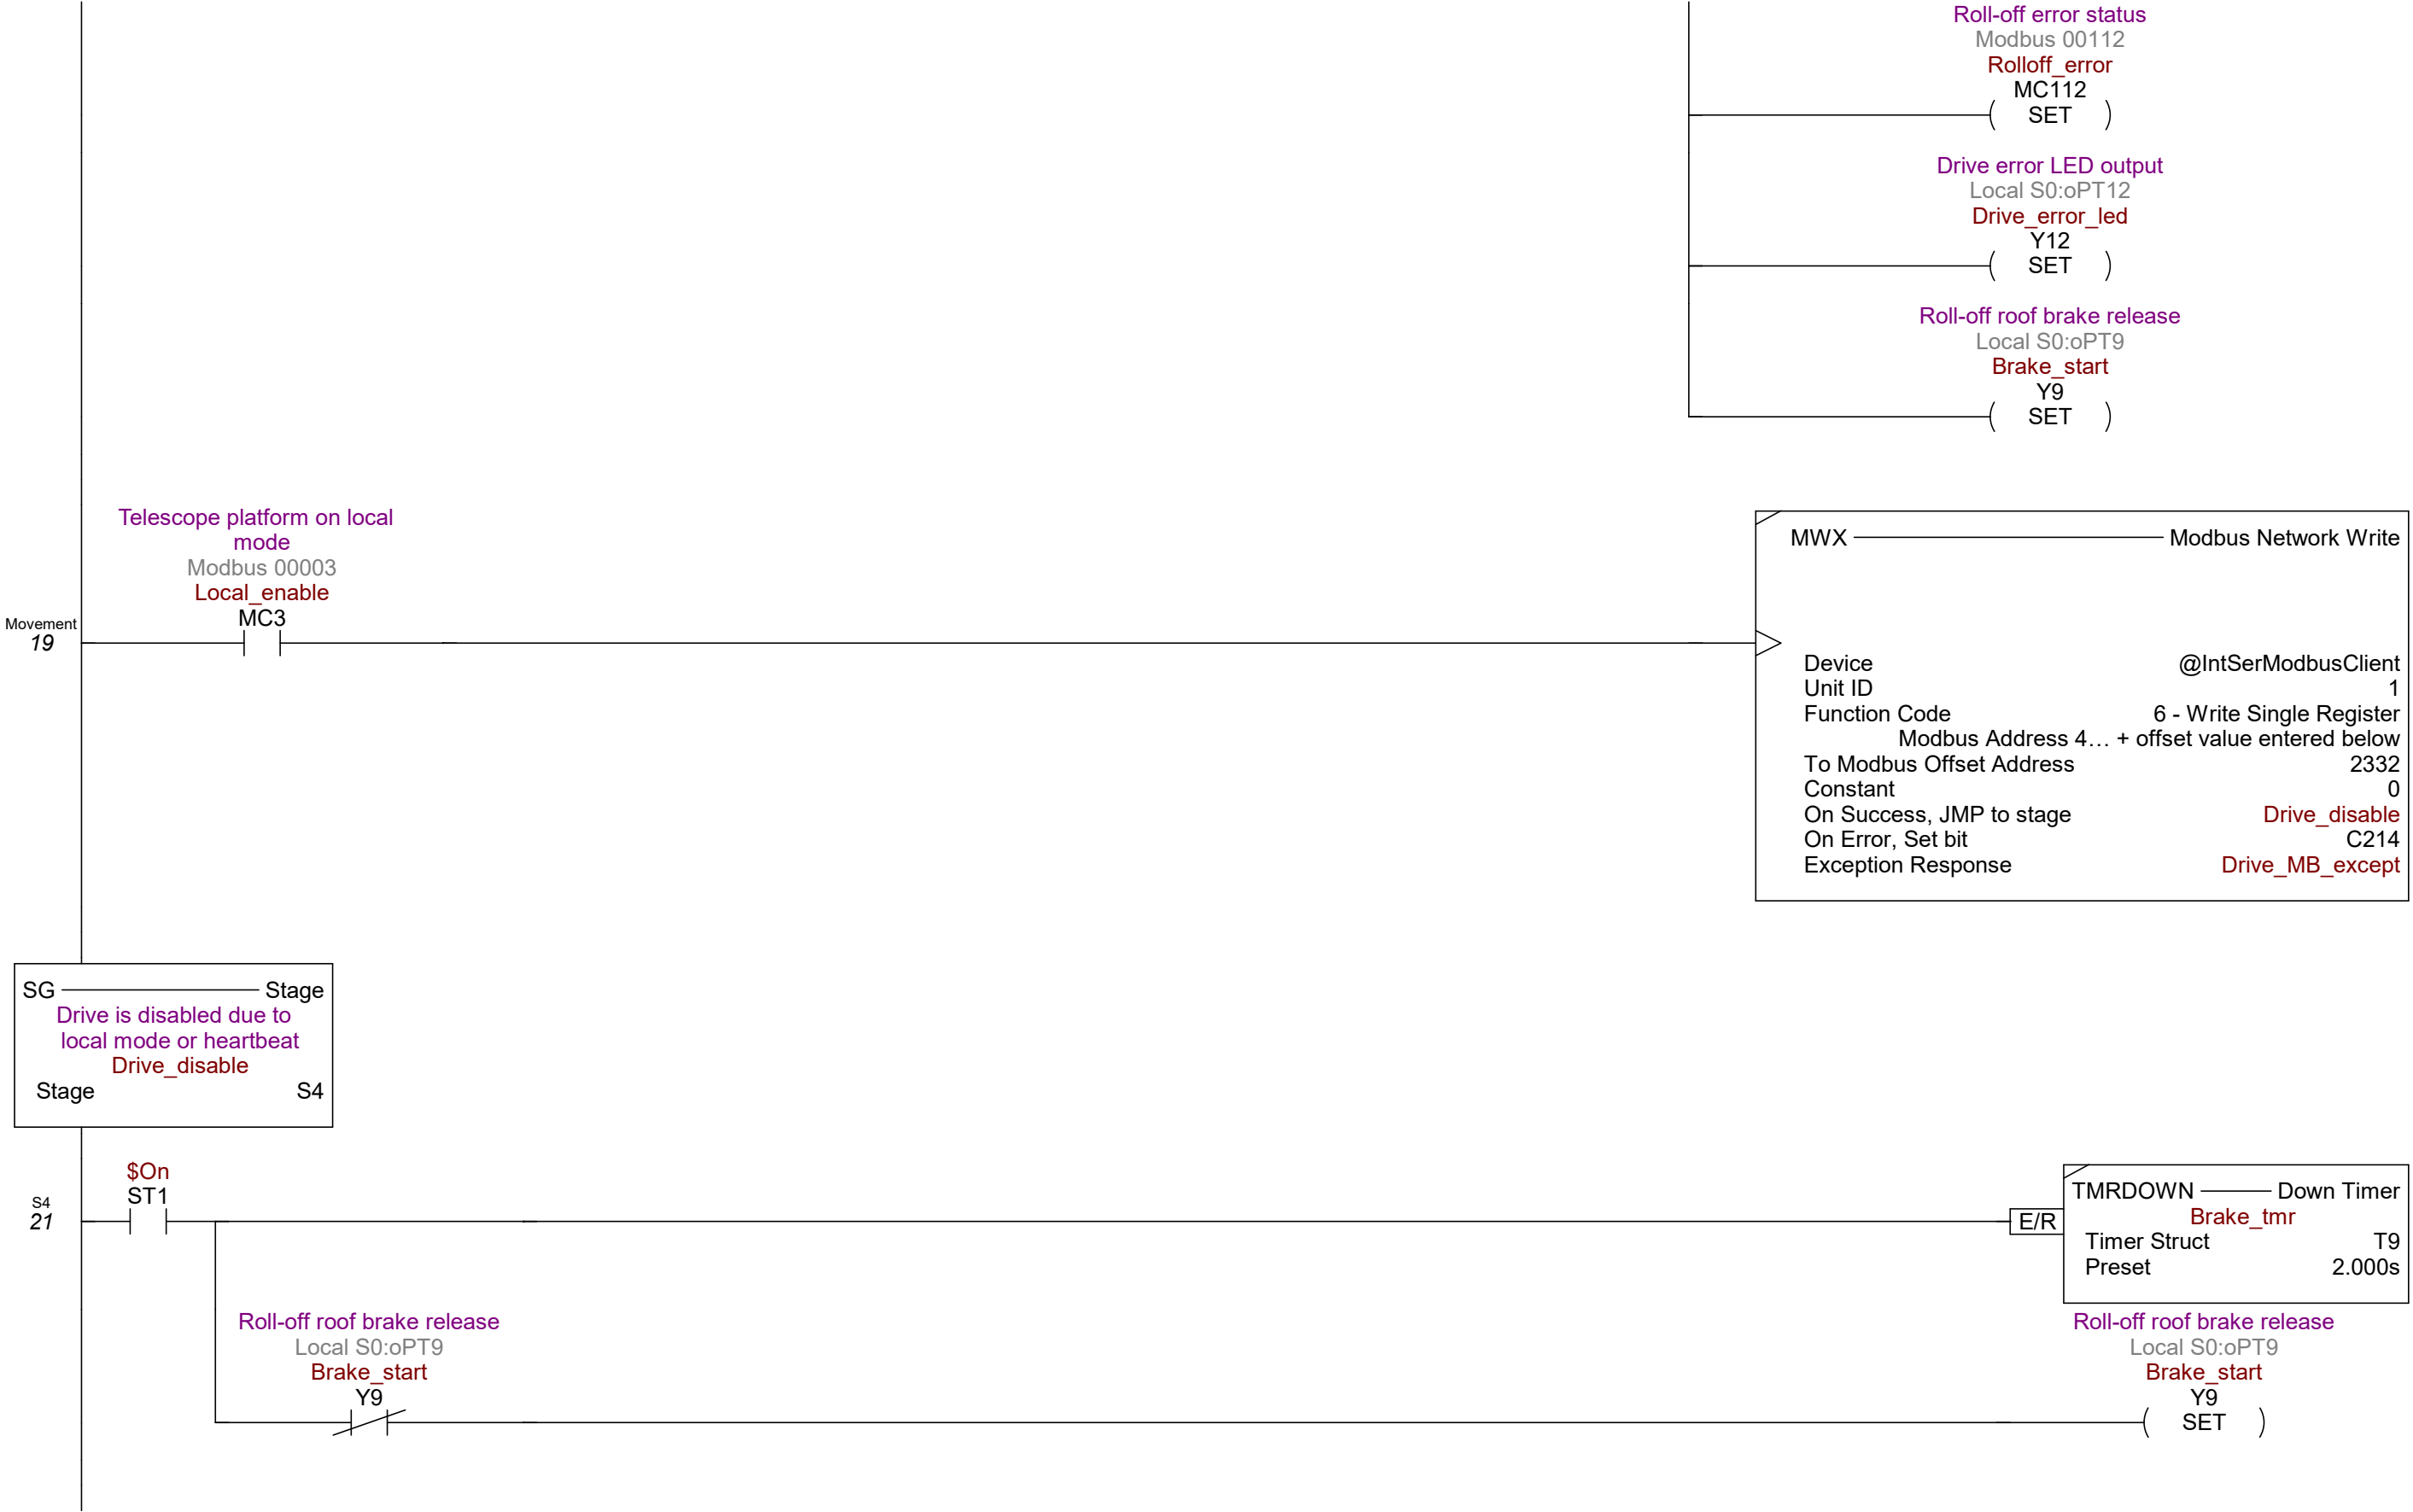 Roll-off error status
Modbus 00112
Rolloff_error
MC112
SET
Drive error LED output
Local S0:oPT12
Drive_error_led
Y12
SET
Roll-off roof brake release
Local S0:oPT9
Brake_start
Y9
SET
Telescope platform on local
mode
Modbus 00003
Local_enable
MC3
Movement
19
MWX Modbus Network Write
Device @IntSerModbusClient
Unit ID 1
Function Code 6 - Write Single Register
Modbus Address 4… + offset value entered below
To Modbus Offset Address 2332
Constant 0
On Success, JMP to stage Drive_disable
On Error, Set bit C214
Exception Response Drive_MB_except
SG Stage
Drive is disabled due to
local mode or heartbeat
Drive_disable
Stage S4
$On
ST1
S4
21
E/R
TMRDOWN Down Timer
Brake_tmr
Timer Struct T9
Preset 2.000s
Roll-off roof brake release
Local S0:oPT9
Brake_start
Y9
Roll-off roof brake release
Local S0:oPT9
Brake_start
Y9
SET